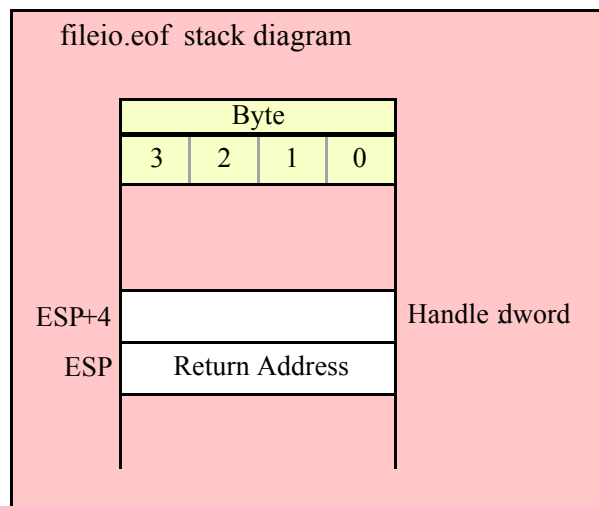 fileio.eof stack diagram
Byte
3 2 1 0
ESP+4 Handle :dword
ESP Return Address